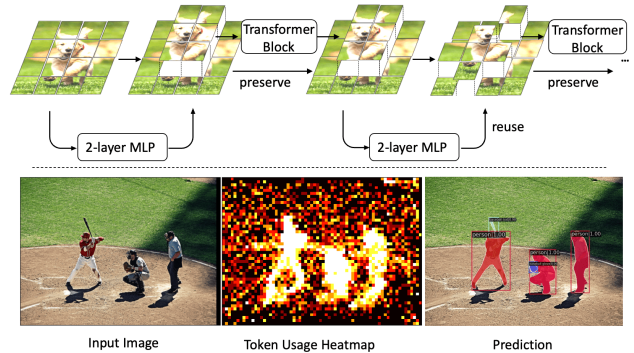 Transformer
Block
Transformer
Block
preserve
preserve
...
reuse
2-layer MLP
2-layer MLP
person|1.00
person|1.00
person|1.00
Input Image
Token Usage Heatmap
Prediction